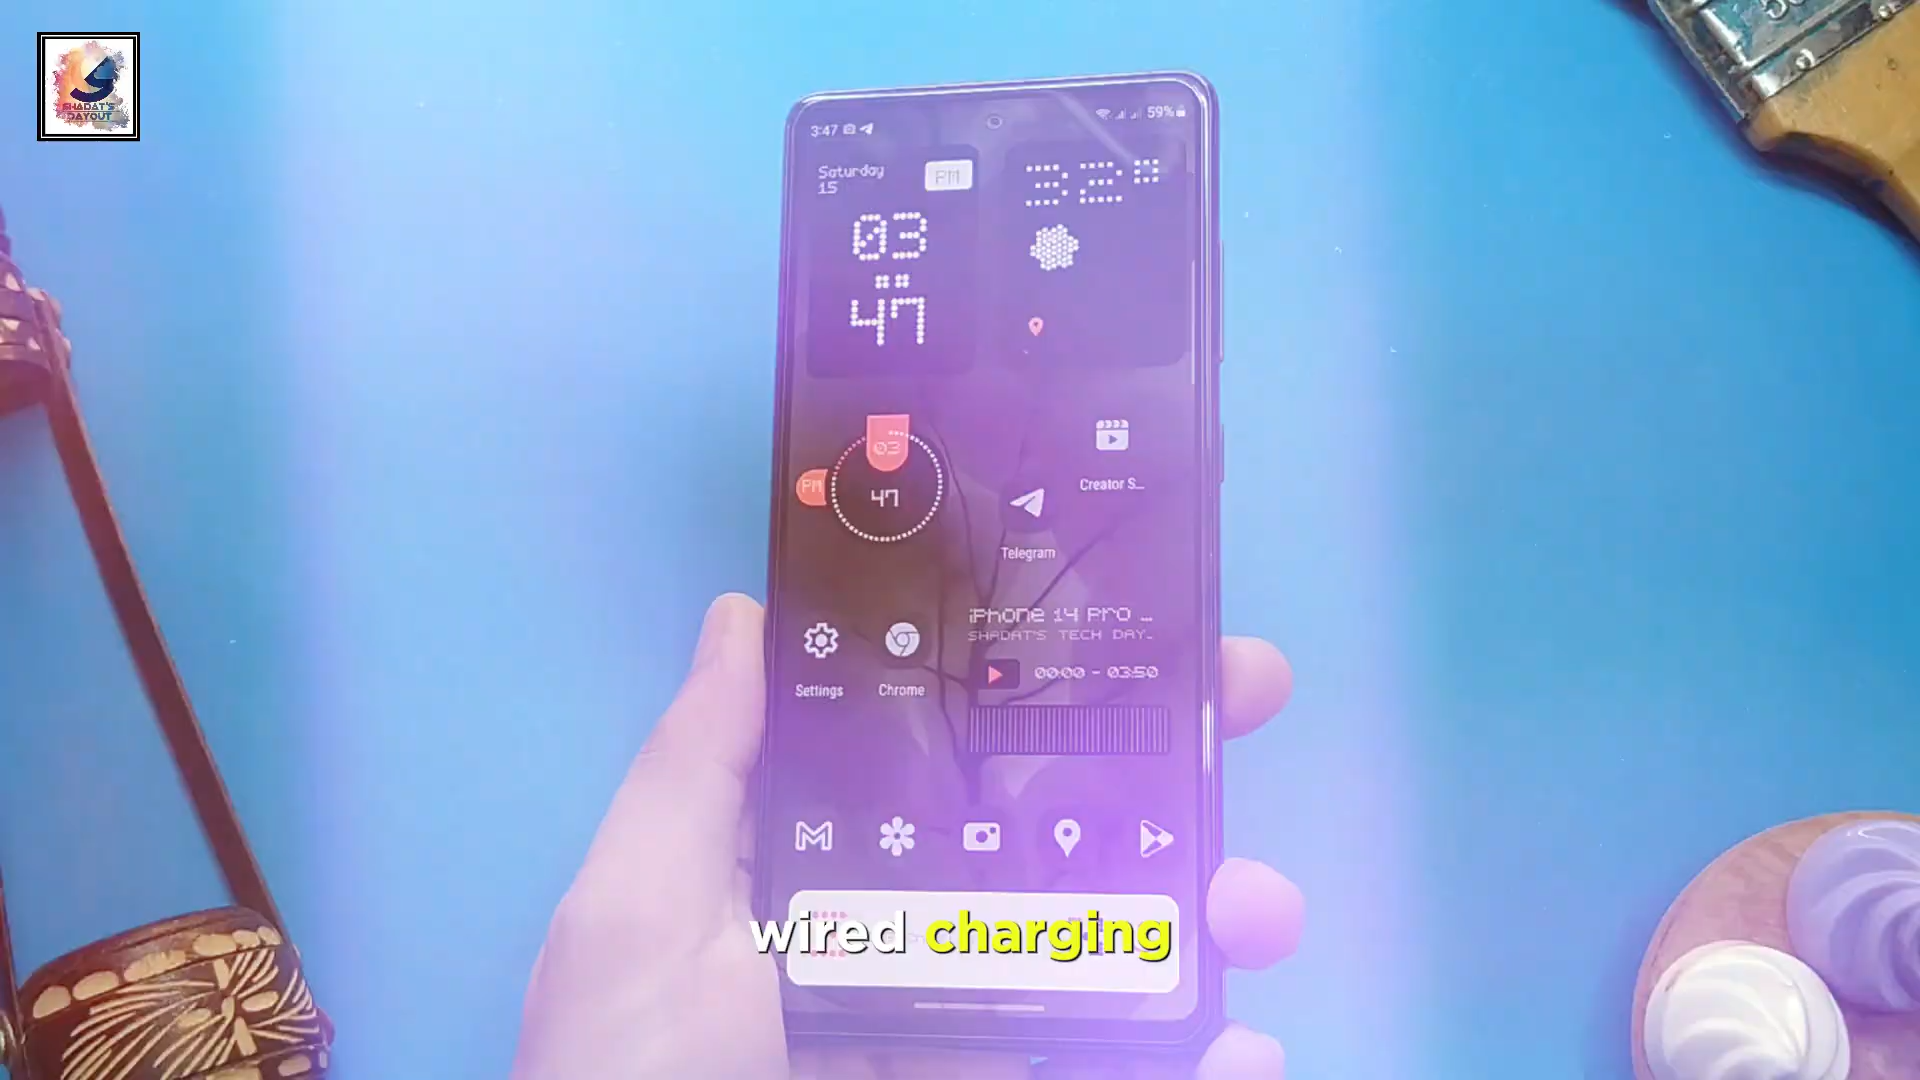 SHADAT'S
DAYOUT
3:47
59%
Saturday
15
PM
32°
03
47
03
PM
47
Creator S...
Telegram
iPhone 14 Pro ...
SHADAT'S TECH DAY...
00:00 - 03:50
Settings
Chrome
wired charging